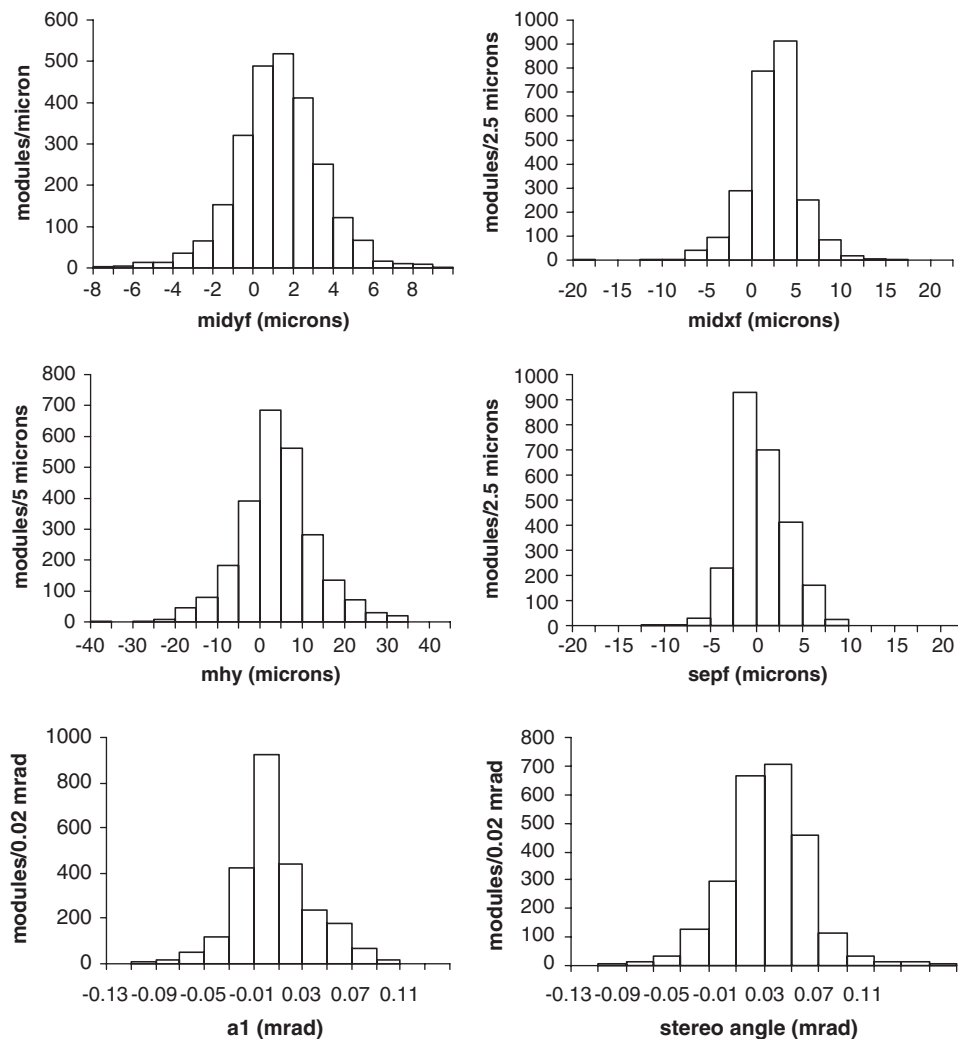 modules/micron
600
500
400
300
200
100
0
-8 -6 -4 -2 0 2 4 6 8
midyf (microns)
modules/2.5 microns
1000
900
800
700
600
500
400
300
200
100
0
-20 -15 -10 -5 0 5 10 15 20
midxf (microns)
modules/5 microns
800
700
600
500
400
300
200
100
0
-40 -30 -20 -10 0 10 20 30 40
mhy (microns)
modules/2.5 microns
1000
900
800
700
600
500
400
300
200
100
0
-20 -15 -10 -5 0 5 10 15 20
sepf (microns)
modules/0.02 mrad
1000
800
600
400
200
0
-0.13 -0.09 -0.05 -0.01 0.03 0.07 0.11
a1 (mrad)
modules/0.02 mrad
800
700
600
500
400
300
200
100
0
-0.13 -0.09 -0.05 -0.01 0.03 0.07 0.11
stereo angle (mrad)